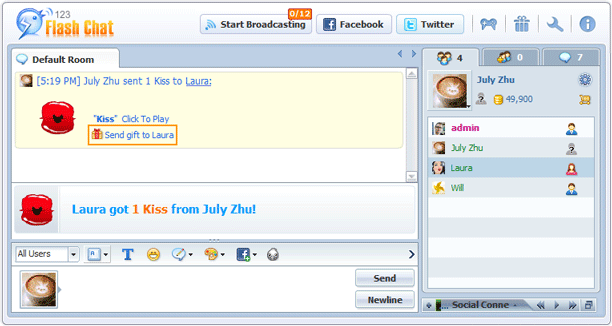 123
Flash Chat
Start Broadcasting
0/12
Facebook
Twitter
Default Room
[5:19 PM] July Zhu sent 1 Kiss to Laura:
"Kiss" Click To Play
Send gift to Laura
Laura got 1 Kiss from July Zhu!
All Users
Send
Newline
4
0
7
July Zhu
49,900
admin
July Zhu
Laura
Will
... Social Conne